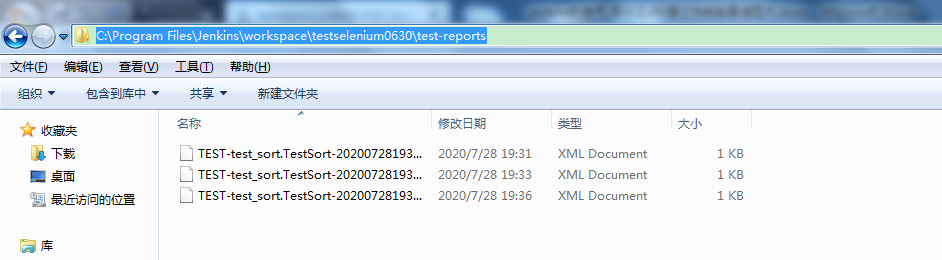 C:\Program Files\Jenkins\workspace\testselenium0630\test-reports
文件(F) 编辑(E) 查看(V) 工具(T) 帮助(H)
组织 包含到库中 共享 新建文件夹
收藏夹
下载
桌面
最近访问的位置
库
名称 修改日期 类型 大小
TEST-test_sort.TestSort-20200728193... 2020/7/28 19:31 XML Document 1 KB
TEST-test_sort.TestSort-20200728193... 2020/7/28 19:33 XML Document 1 KB
TEST-test_sort.TestSort-20200728193... 2020/7/28 19:36 XML Document 1 KB